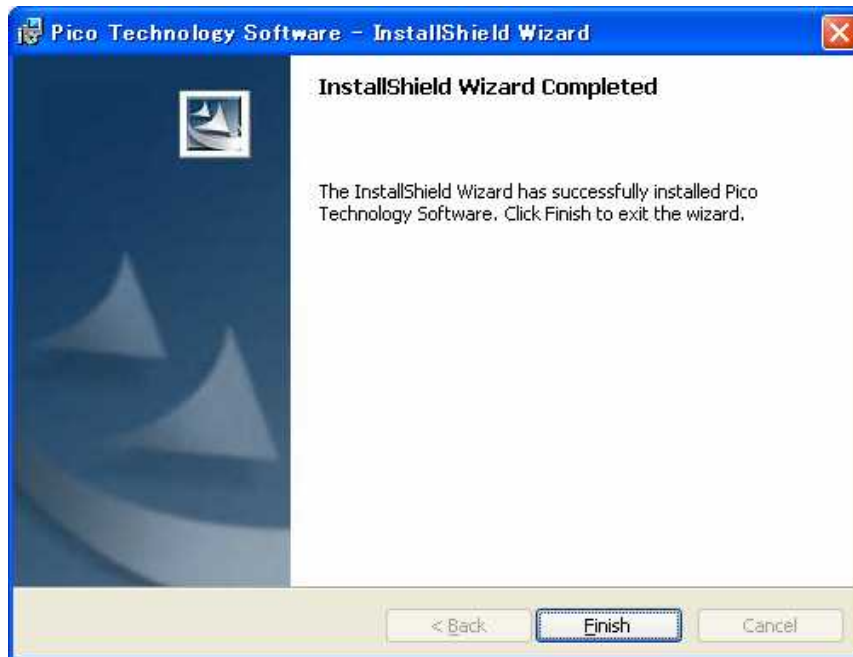 Pico Technology Software - InstallShield Wizard
InstallShield Wizard Completed
The InstallShield Wizard has successfully installed Pico
Technology Software. Click Finish to exit the wizard.
< Back
Finish
Cancel